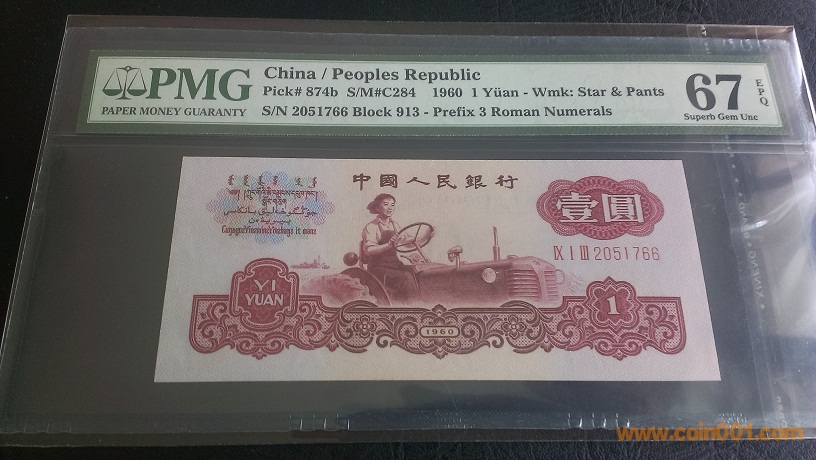 PMG
PAPER MONEY GUARANTY
China / Peoples Republic
Pick# 874b S/M#C284 1960 1 Yüan - Wmk: Star & Pants
S/N 2051766 Block 913 - Prefix 3 Roman Numerals
67
EPQ
Superb Gem Unc
中國人民銀行
壹圓
IX I III 2051766
YI
YUAN
1960
1
www.coin001.com